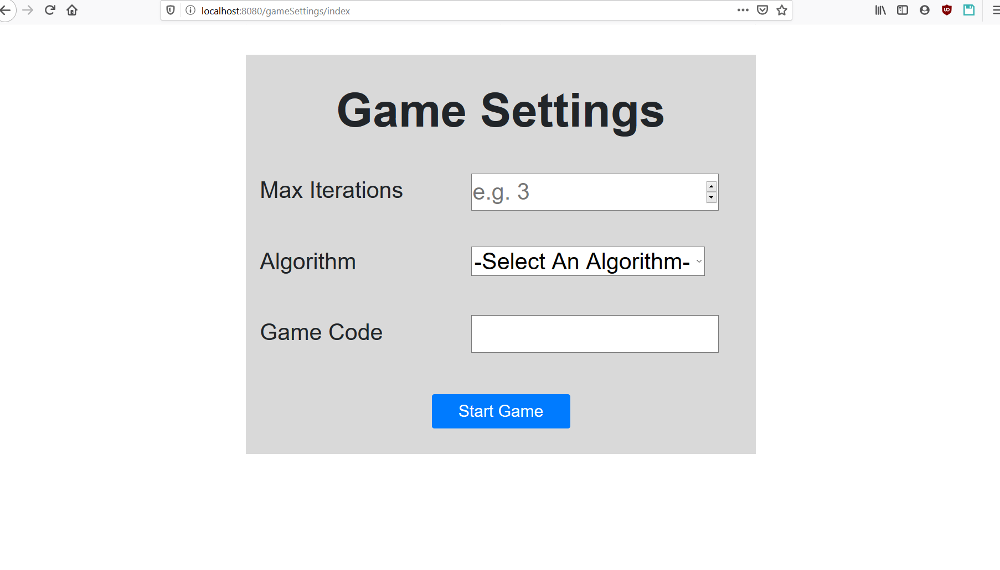 localhost:8080/gameSettings/index
Game Settings
Max Iterations
e.g. 3
Algorithm
-Select An Algorithm-
Game Code
Start Game